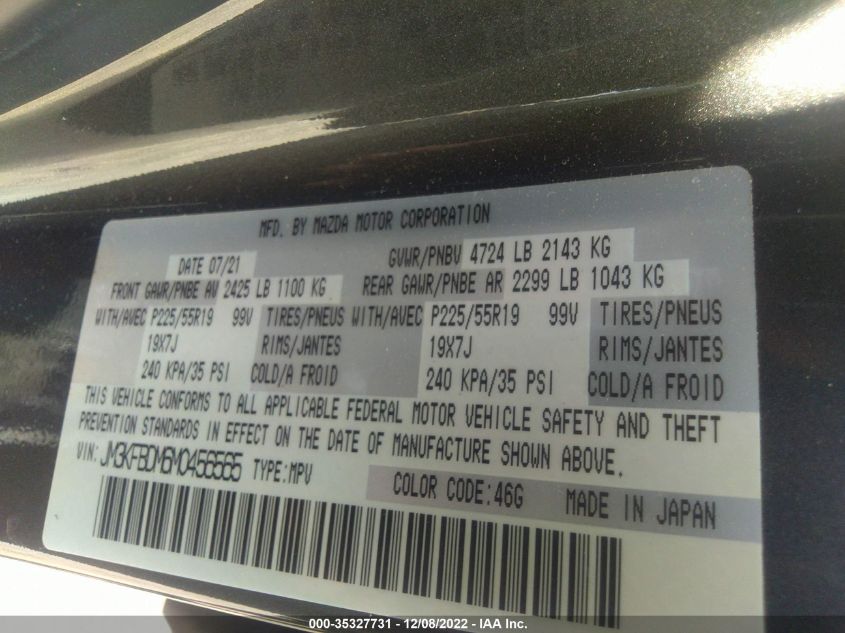 MFD. BY MAZDA MOTOR CORPORATION
DATE 07/21 GVWR/PNBV 4724 LB 2143 KG
FRONT GAWR/PNBE AV 2425 LB 1100 KG REAR GAWR/PNBE AR 2299 LB 1043 KG
WITH/AVEC P225/55R19 99V TIRES/PNEUS WITH/AVEC P225/55R19 99V TIRES/PNEUS
19X7J RIMS/JANTES 19X7J RIMS/JANTES
240 KPA/35 PSI COLD/A FROID 240 KPA/35 PSI COLD/A FROID
THIS VEHICLE CONFORMS TO ALL APPLICABLE FEDERAL MOTOR VEHICLE SAFETY AND THEFT
PREVENTION STANDARDS IN EFFECT ON THE DATE OF MANUFACTURE SHOWN ABOVE.
VIN: JM3KFBDM6M0456565 TYPE:MPV
COLOR CODE:46G MADE IN JAPAN
000-35327731 - 12/08/2022 - IAA Inc.